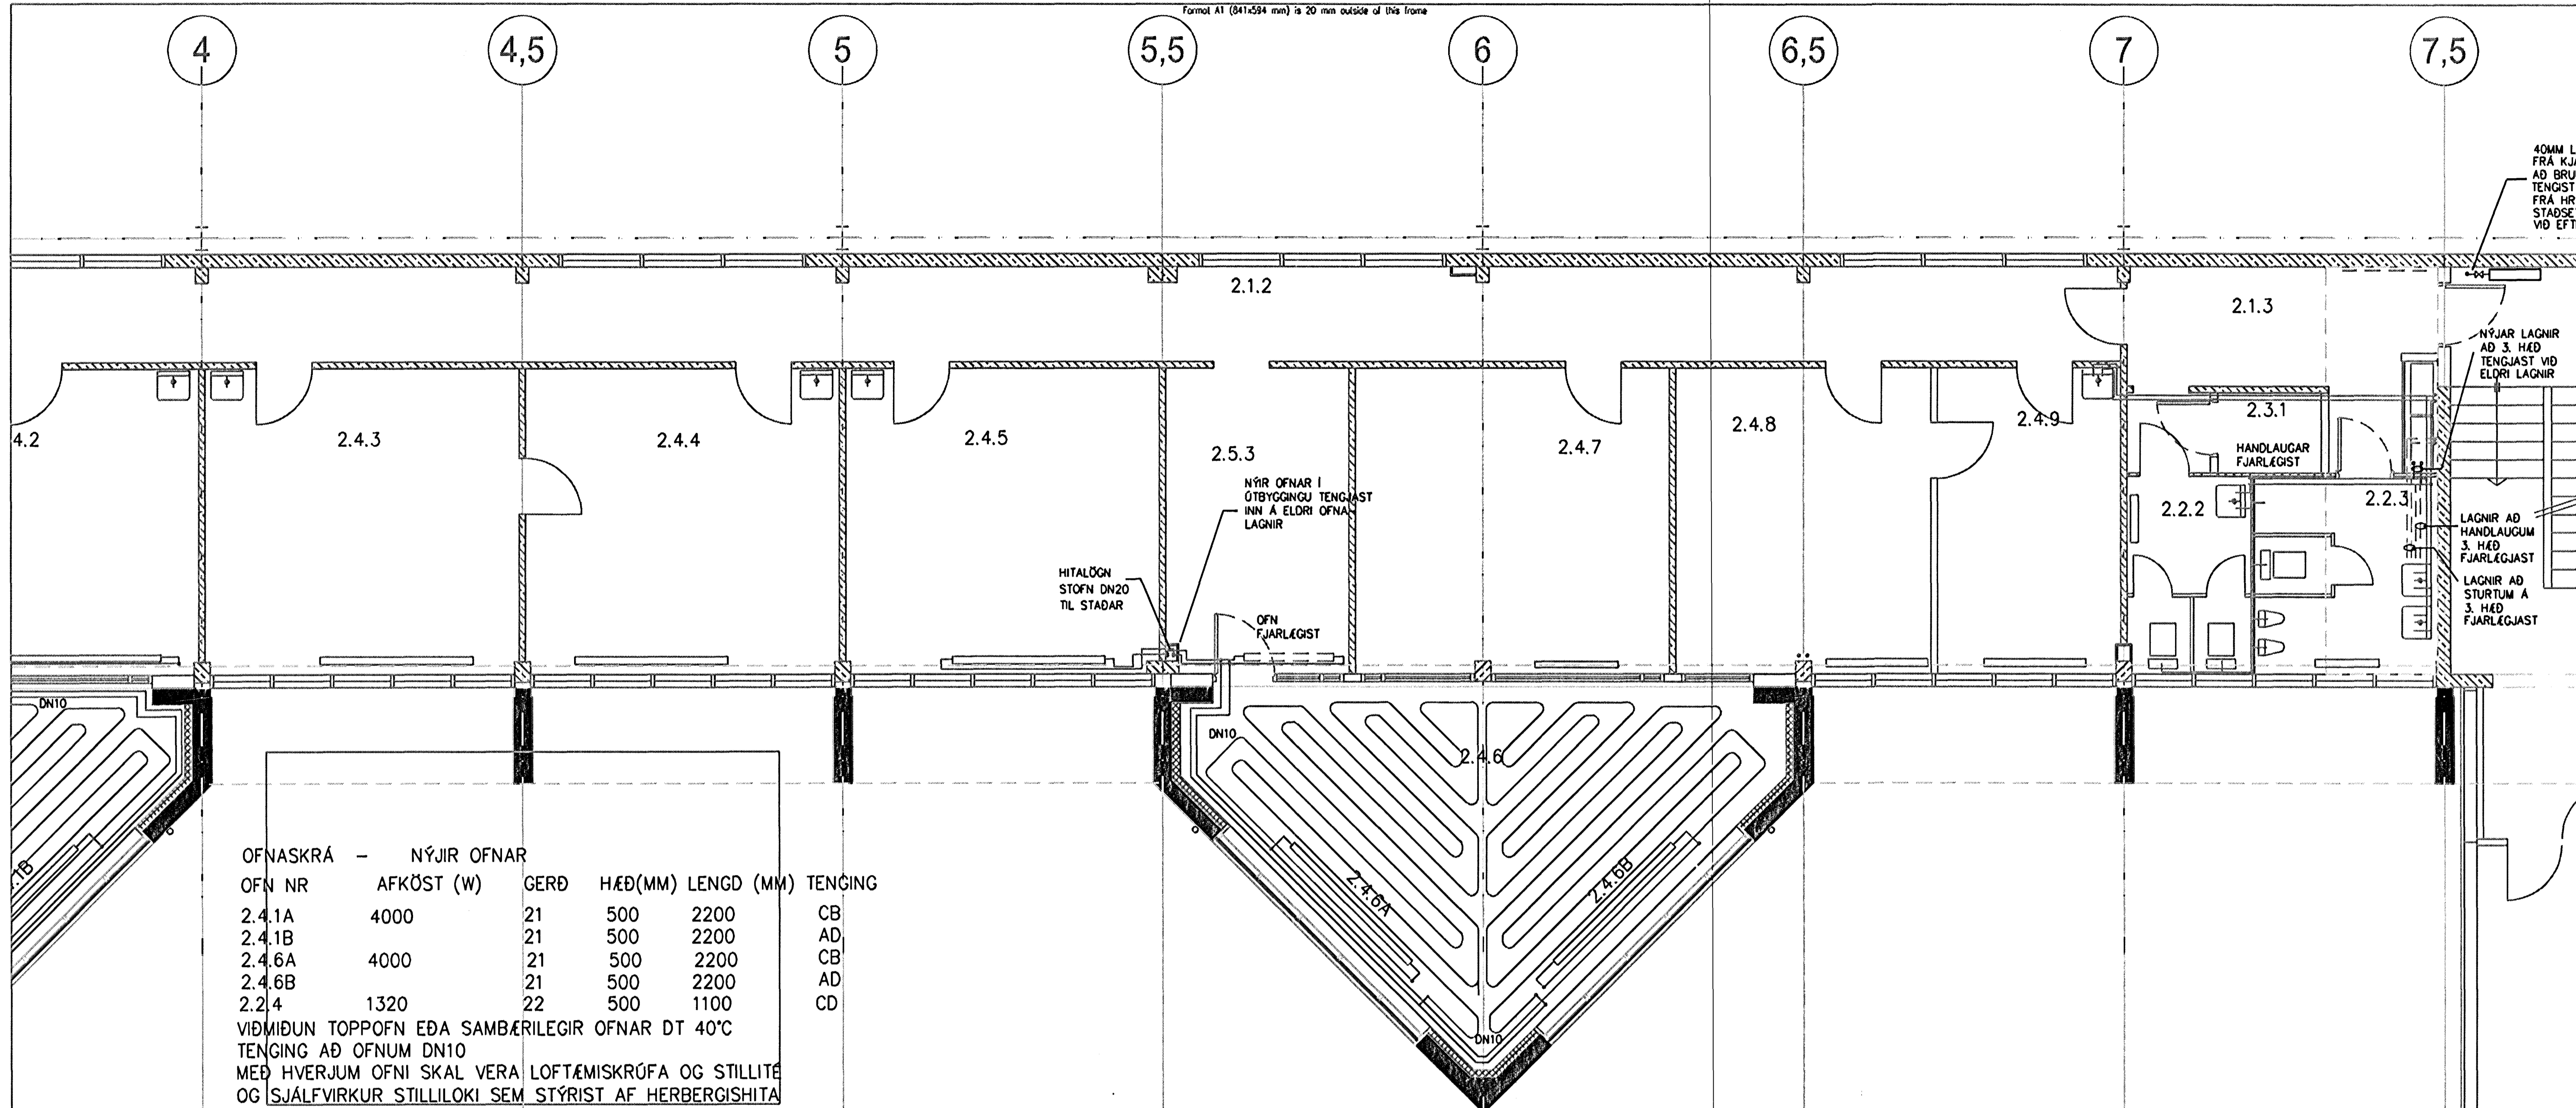 Format A1 (841x594 mm) is 20 mm outside of this frame
4
4,5
5
5,5
6
6,5
7
7,5
40MM L
FRÁ KJA
AÐ BRU
TENGIST
FRÁ HR
STAÐSE
VIÐ EFT
2.1.2
2.1.3
NÝJAR LAGNIR
AÐ 3. HÆÐ
TENGJAST VIÐ
ELDRI LAGNIR
4.2
2.4.3
2.4.4
2.4.5
2.5.3
2.4.7
2.4.8
2.4.9
2.3.1
HANDLAUGAR
FJARLÆGIST
2.2.2
2.2.3
NÝIR OFNAR Í
ÚTBYGGINGU TENGJAST
INN Á ELDRI OFNA-
LAGNIR
LAGNIR AÐ
HANDLAUGUM
3. HÆÐ
FJARLÆGJAST
LAGNIR AÐ
STURTUM Á
3. HÆÐ
FJARLÆGJAST
HITALÖGN
STOFN DN20
TIL STAÐAR
OFN
FJARLÆGIST
DN10
DN10
2.4.6
.1B
2.4.6A
2.4.6B
DN10
OFNASKRÁ - NÝJIR OFNAR
OFN NR AFKÖST (W) GERÐ HÆÐ(MM) LENGD (MM) TENGING
2.4.1A 4000 21 500 2200 CB
2.4.1B 21 500 2200 AD
2.4.6A 4000 21 500 2200 CB
2.4.6B 21 500 2200 AD
2.2.4 1320 22 500 1100 CD
VIÐMIÐUN TOPPOFN EÐA SAMBÆRILEGIR OFNAR DT 40°C
TENGING AÐ OFNUM DN10
MEÐ HVERJUM OFNI SKAL VERA LOFTÆMISKRÚFA OG STILLITÉ
OG SJÁLFVIRKUR STILLILOKI SEM STÝRIST AF HERBERGISHITA